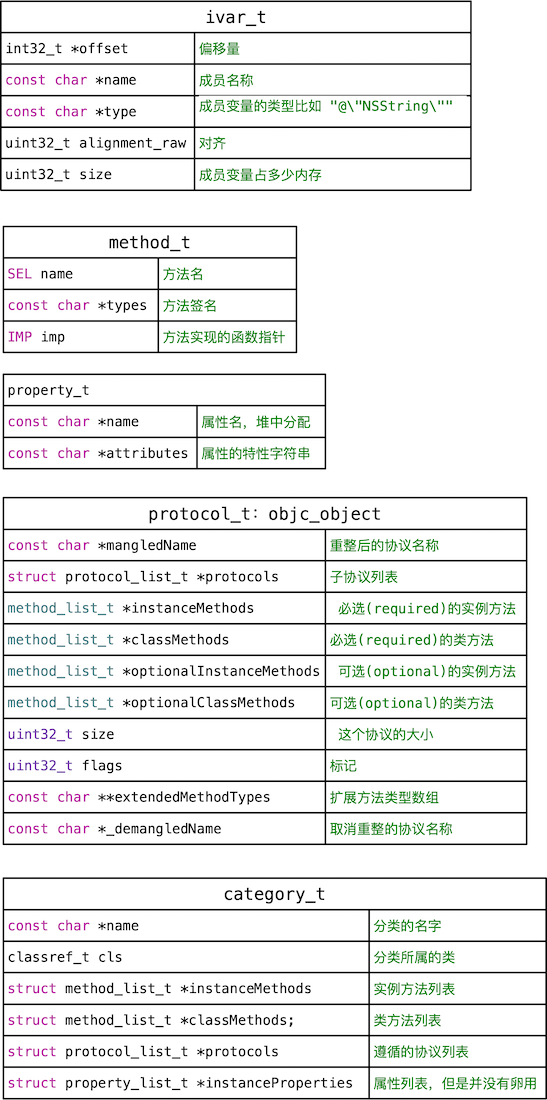 ivar_t
int32_t *offset 偏移量
const char *name 成员名称
const char *type 成员变量的类型比如 "@\"NSString\""
uint32_t alignment_raw 对齐
uint32_t size 成员变量占多少内存
method_t
SEL name 方法名
const char *types 方法签名
IMP imp 方法实现的函数指针
property_t
const char *name 属性名，堆中分配
const char *attributes 属性的特性字符串
protocol_t: objc_object
const char *mangledName 重整后的协议名称
struct protocol_list_t *protocols 子协议列表
method_list_t *instanceMethods 必选(required)的实例方法
method_list_t *classMethods 必选(required)的类方法
method_list_t *optionalInstanceMethods 可选(optional)的实例方法
method_list_t *optionalClassMethods 可选(optional)的类方法
uint32_t size 这个协议的大小
uint32_t flags 标记
const char **extendedMethodTypes 扩展方法类型数组
const char *_demangledName 取消重整的协议名称
category_t
const char *name 分类的名字
classref_t cls 分类所属的类
struct method_list_t *instanceMethods 实例方法列表
struct method_list_t *classMethods; 类方法列表
struct protocol_list_t *protocols 遵循的协议列表
struct property_list_t *instanceProperties 属性列表，但是并没有卵用